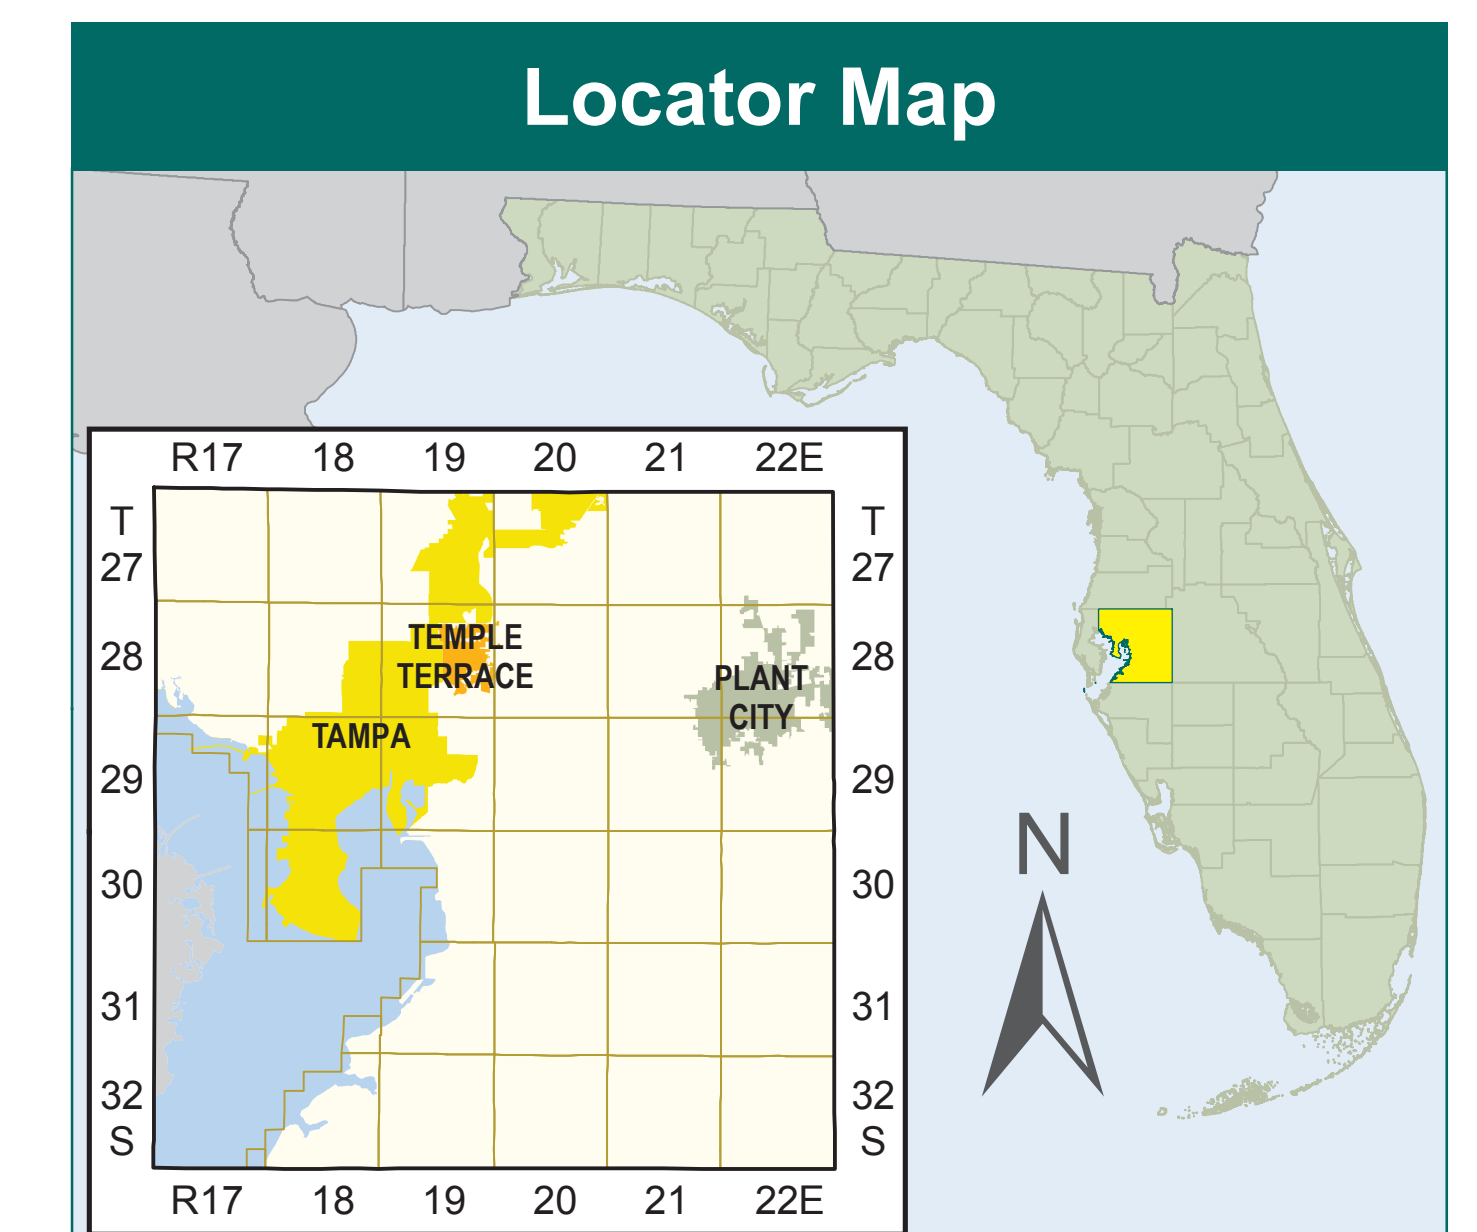 Locator Map
R17 18 19 20 21 22E
T T
27 27
TEMPLE
28 28
TERRACE
PLANT
CITY
TAMPA
29 29
N
30 30
31 31
32 32
S S
R17 18 19 20 21 22E